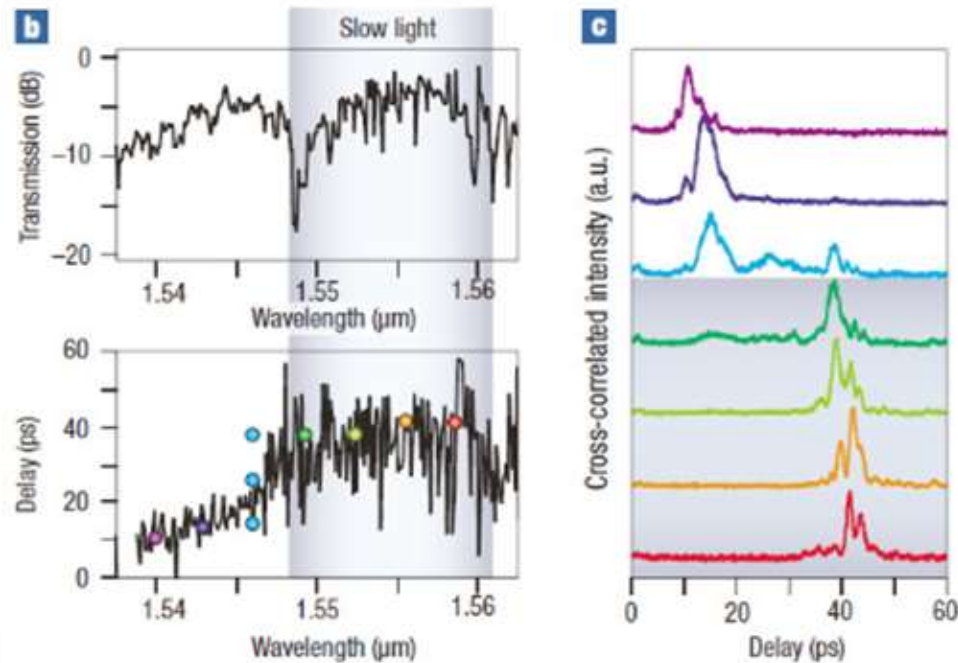 b
Slow light
Transmission (dB)
0
−10
−20
1.54
1.55
1.56
Wavelength (μm)
Delay (ps)
60
40
20
0
1.54
1.55
1.56
Wavelength (μm)
c
Cross-correlated intensity (a.u.)
0
20
40
60
Delay (ps)